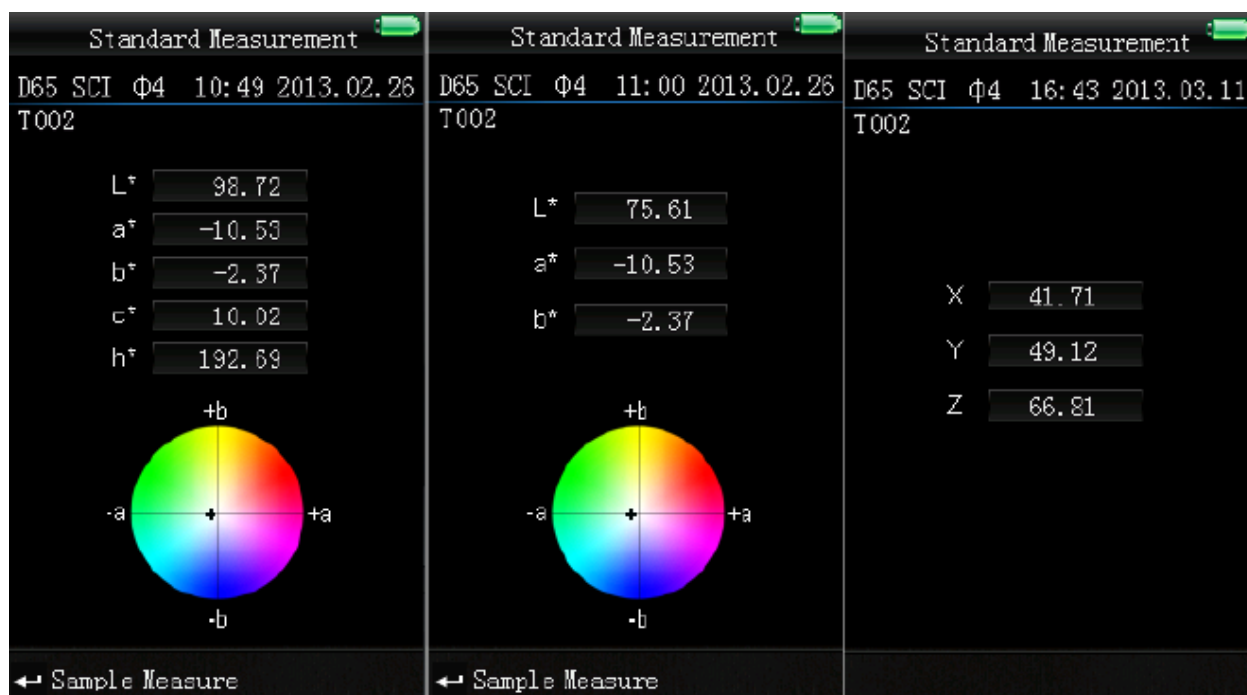 Standard Measurement
D65 SCI Φ4 10:49 2013.02.26
T002
L* 98.72
a* -10.53
b* -2.37
c* 10.02
h* 192.69
+b
-a +a
-b
Sample Measure
Standard Measurement
D65 SCI Φ4 11:00 2013.02.26
T002
L* 75.61
a* -10.53
b* -2.37
+b
-a +a
-b
Sample Measure
Standard Measurement
D65 SCI Φ4 16:43 2013.03.11
T002
X 41.71
Y 49.12
Z 66.81